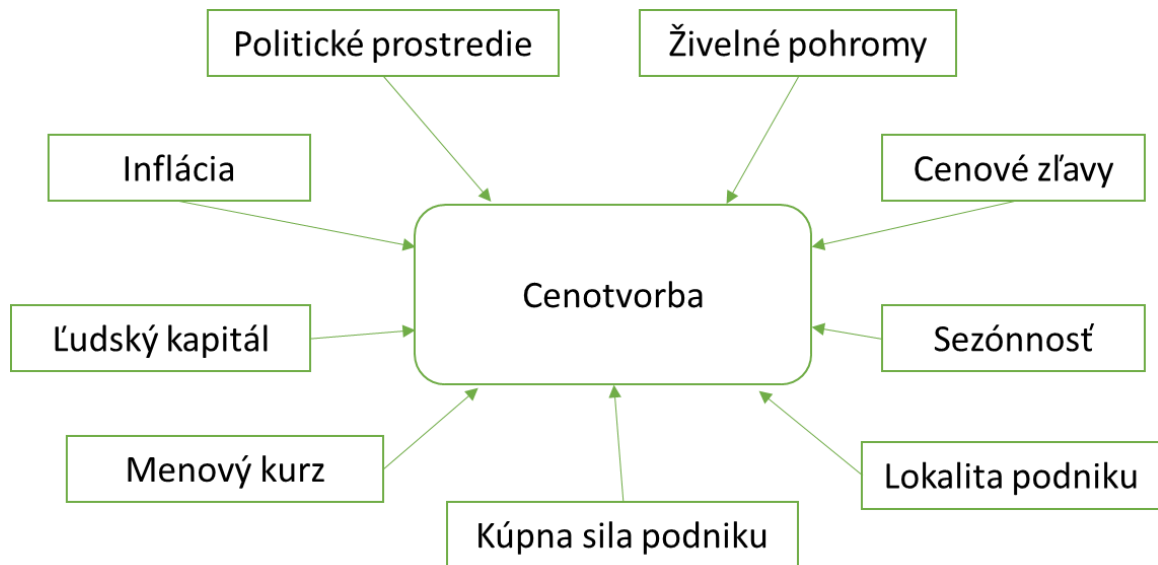 Politické prostredie
Živelné pohromy
Inflácia
Cenové zľavy
Cenotvorba
Ľudský kapitál
Sezónnosť
Menový kurz
Lokalita podniku
Kúpna sila podniku